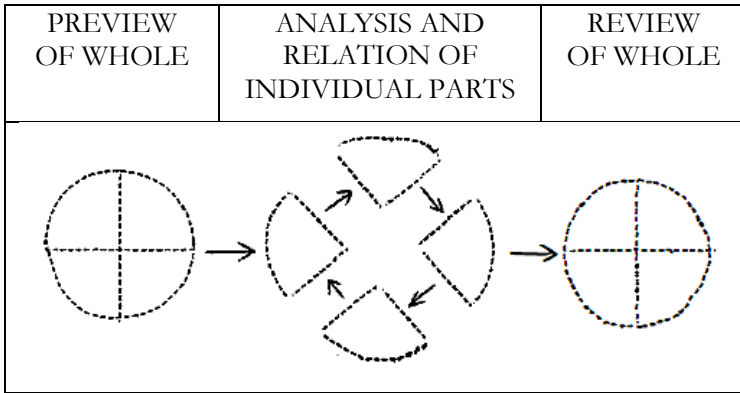 PREVIEW
OF WHOLE
ANALYSIS AND
RELATION OF
INDIVIDUAL PARTS
REVIEW
OF WHOLE